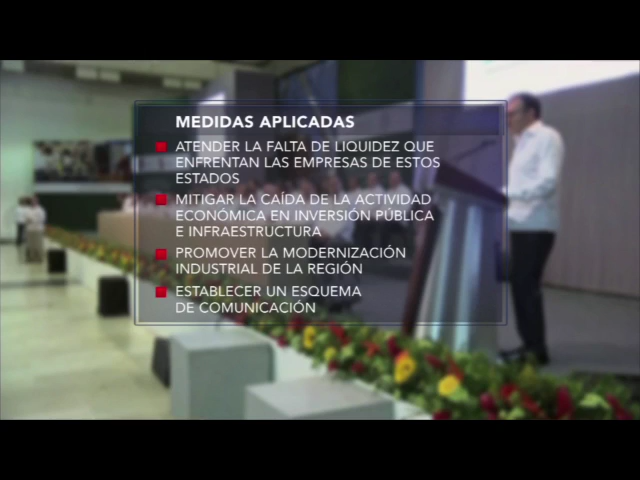 MEDIDAS APLICADAS
ATENDER LA FALTA DE LIQUIDEZ QUE
ENFRENTAN LAS EMPRESAS DE ESTOS
ESTADOS
MITIGAR LA CAÍDA DE LA ACTIVIDAD
ECONÓMICA EN INVERSIÓN PÚBLICA
E INFRAESTRUCTURA
PROMOVER LA MODERNIZACIÓN
INDUSTRIAL DE LA REGIÓN
ESTABLECER UN ESQUEMA
DE COMUNICACIÓN